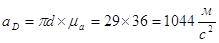 a_D = πd×μ_a = 29×36 = 1044 м/с²